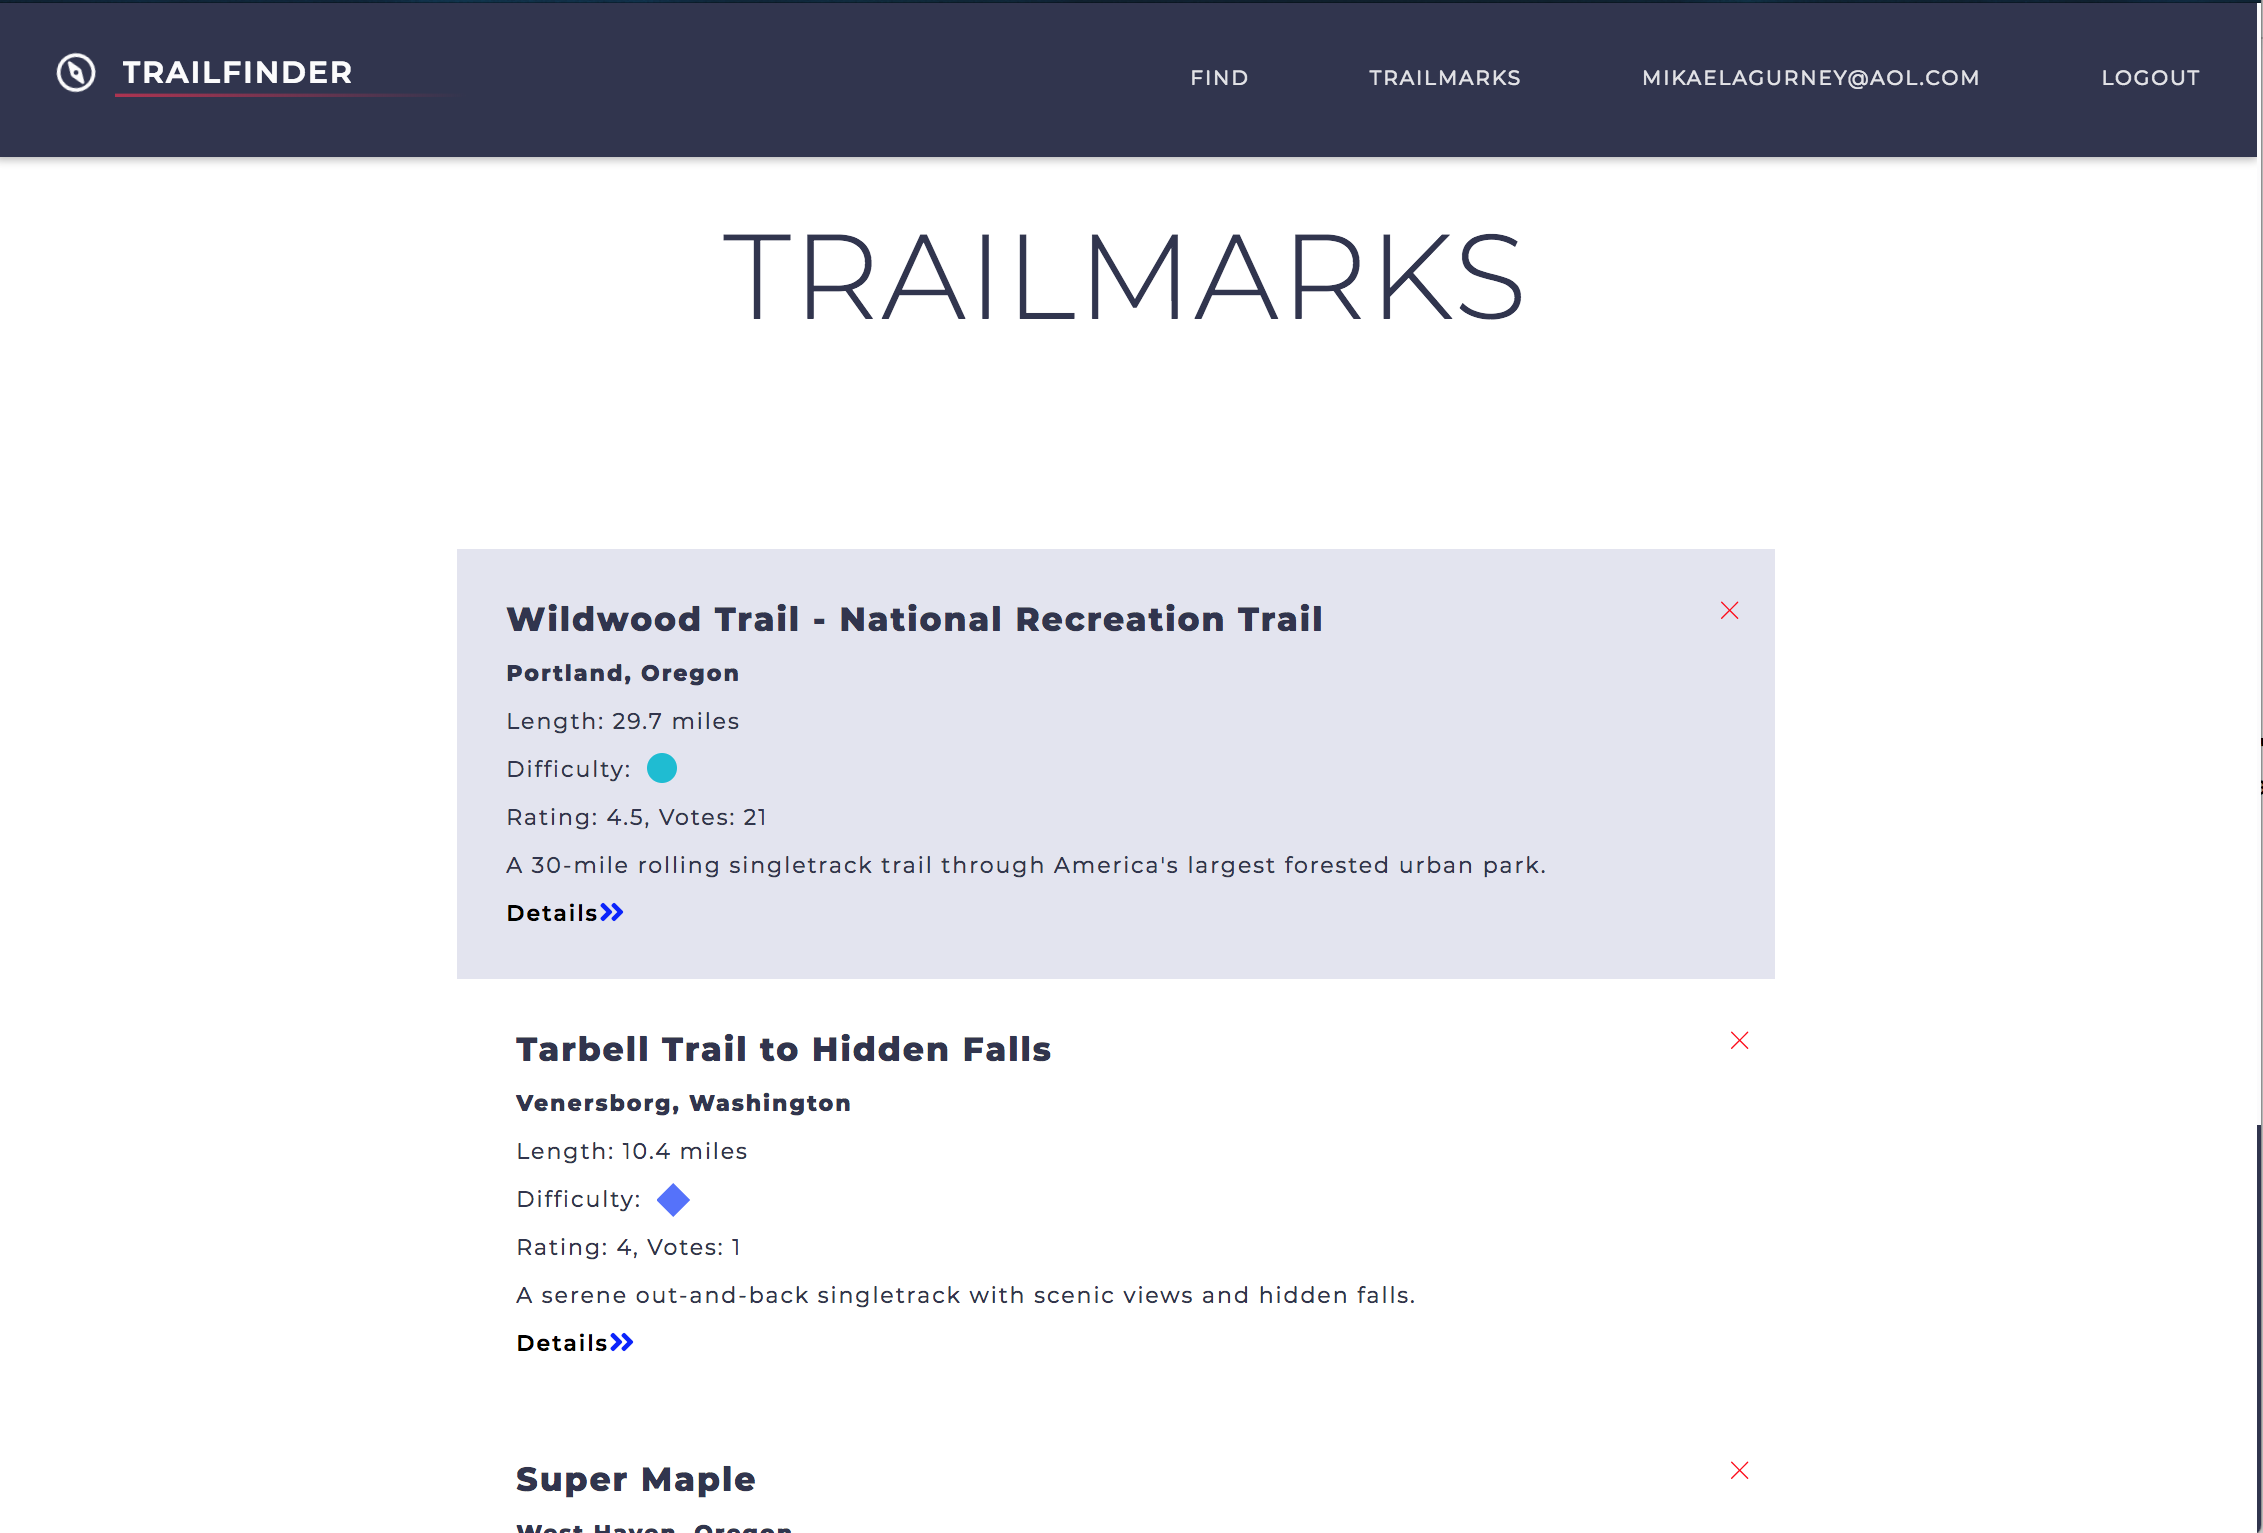 TRAILFINDER
FIND
TRAILMARKS
MIKAELAGURNEY@AOL.COM
LOGOUT
TRAILMARKS
Wildwood Trail - National Recreation Trail
Portland, Oregon
Length: 29.7 miles
Difficulty:
Rating: 4.5, Votes: 21
A 30-mile rolling singletrack trail through America's largest forested urban park.
Details
Tarbell Trail to Hidden Falls
Venersborg, Washington
Length: 10.4 miles
Difficulty:
Rating: 4, Votes: 1
A serene out-and-back singletrack with scenic views and hidden falls.
Details
Super Maple
West Haven, Oregon